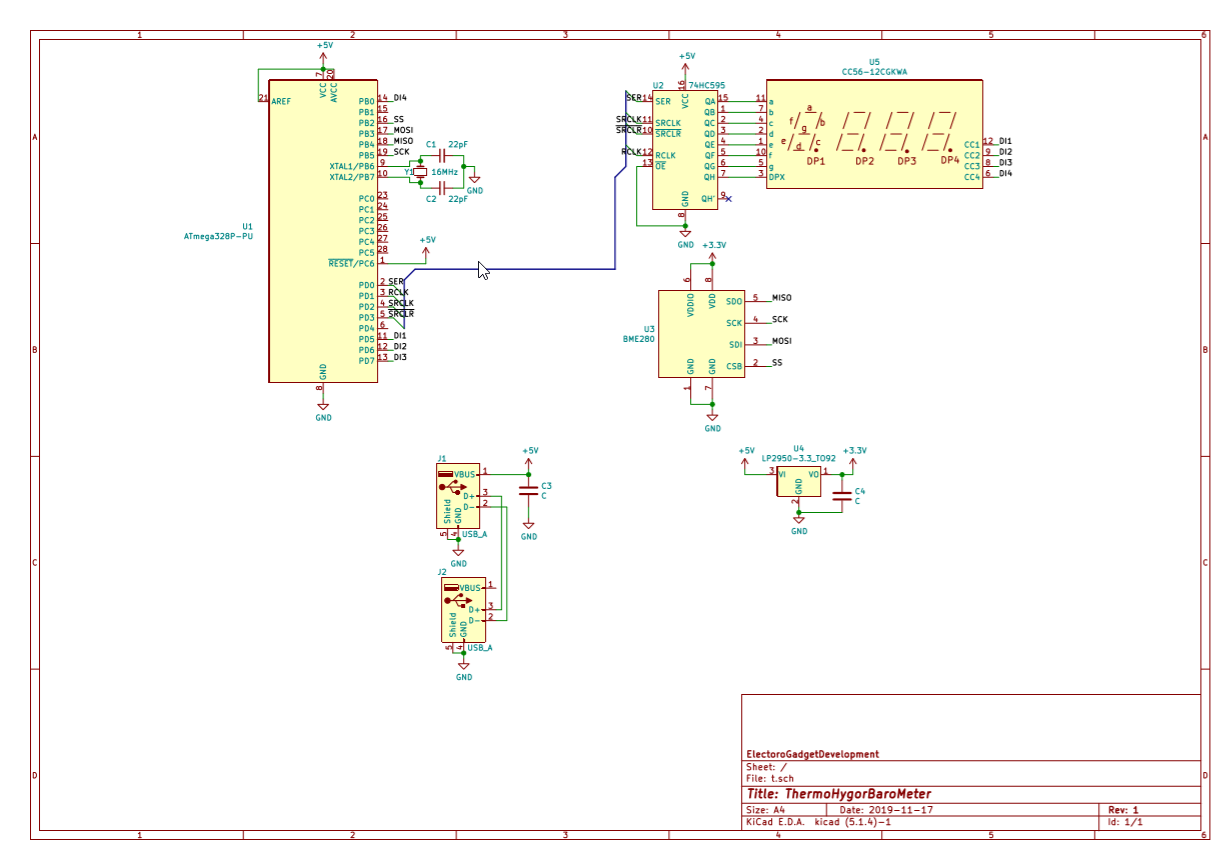 1 2 3 4 5 6
A
B
C
D
+5V
7 20
VCC
AVCC
21 AREF
PB0 14 DI4
PB1 15
PB2 16 SS
PB3 17 MOSI
PB4 18 MISO
PB5 19 SCK
XTAL1/PB6 9
XTAL2/PB7 10
PC0 23
PC1 24
PC2 25
PC3 26
PC4 27
PC5 28
RESET/PC6 1
PD0 2 SER
PD1 3 RCLK
PD2 4 SRCLK
PD3 5 SRCLR
PD4 6
PD5 11 DI1
PD6 12 DI2
PD7 13 DI3
U1
ATmega328P-PU
GND
8
GND
C1 22pF
Y1 16MHz
C2 22pF
GND
+5V
+5V
U2 74HC595
16
VCC
SER 14 SER
SRCLK 11 SRCLK
SRCLR 10 SRCLR
RCLK 12 RCLK
13 OE
QA 15
QB 1
QC 2
QD 3
QE 4
QF 5
QG 6
QH 7
QH' 9
GND
8
GND
U5
CC56-12CGKWA
11 a
7 b
4 c
2 d
1 e
10 f
5 g
3 DPX
a
f b
g
e c
d
DP1 DP2 DP3 DP4
CC1 12 DI1
CC2 9 DI2
CC3 8 DI3
CC4 6 DI4
+3.3V
6 8
VDDIO VDD
U3
BME280
SDO 5 MISO
SCK 4 SCK
SDI 3 MOSI
CSB 2 SS
GND GND
1 7
GND
J1
VBUS 1
D+ 3
D- 2
Shield GND
5 4 USB_A
GND
+5V
C3
C
GND
J2
VBUS 1
D+ 3
D- 2
Shield GND
5 4 USB_A
GND
U4
LP2950-3.3_TO92
+5V
+3.3V
3 VI VO 1
GND
2
GND
C4
C
ElectoroGadgetDevelopment
Sheet: /
File: t.sch
Title: ThermoHygorBaroMeter
Size: A4 Date: 2019-11-17 Rev: 1
KiCad E.D.A. kicad (5.1.4)-1 Id: 1/1
1 2 3 4 5 6
A
B
C
D